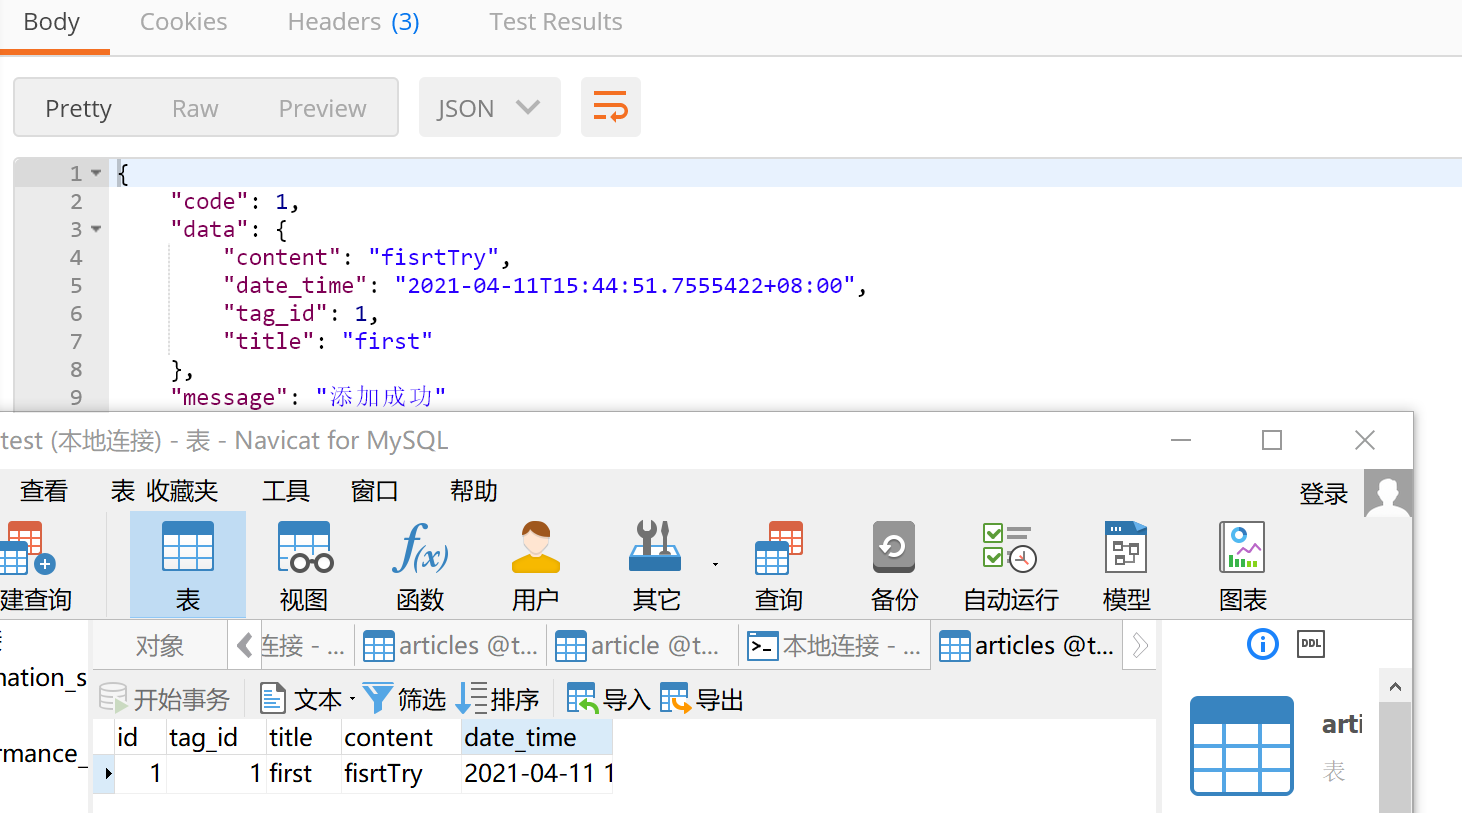 Body Cookies Headers (3) Test Results
Pretty Raw Preview JSON
1 {
2 "code": 1,
3 "data": {
4 "content": "fisrtTry",
5 "date_time": "2021-04-11T15:44:51.7555422+08:00",
6 "tag_id": 1,
7 "title": "first"
8 },
9 "message": "添加成功"
test (本地连接) - 表 - Navicat for MySQL
查看 表 收藏夹 工具 窗口 帮助 登录
建查询 表 视图 函数 用户 其它 查询 备份 自动运行 模型 图表
对象 连接 - ... articles @t... article @t... 本地连接 - ... articles @t... DDL
mation_s
开始事务 文本 筛选 排序 导入 导出
id tag_id title content date_time
arti
rmance_
1 1 first fisrtTry 2021-04-11 1
表